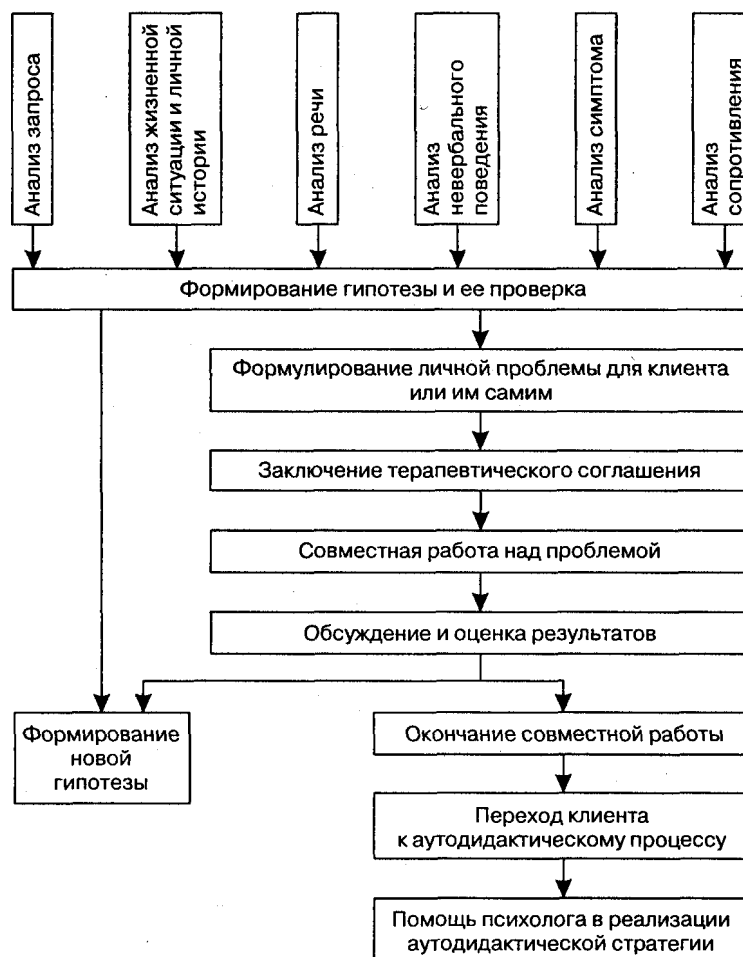 Анализ запроса
Анализ жизненной
ситуации и личной
истории
Анализ речи
Анализ
невербального
поведения
Анализ симптома
Анализ
сопротивления
Формирование гипотезы и ее проверка
Формулирование личной проблемы для клиента
или им самим
Заключение терапевтического соглашения
Совместная работа над проблемой
Обсуждение и оценка результатов
Формирование
новой
гипотезы
Окончание совместной работы
Переход клиента
к аутодидактическому процессу
Помощь психолога в реализации
аутодидактической стратегии